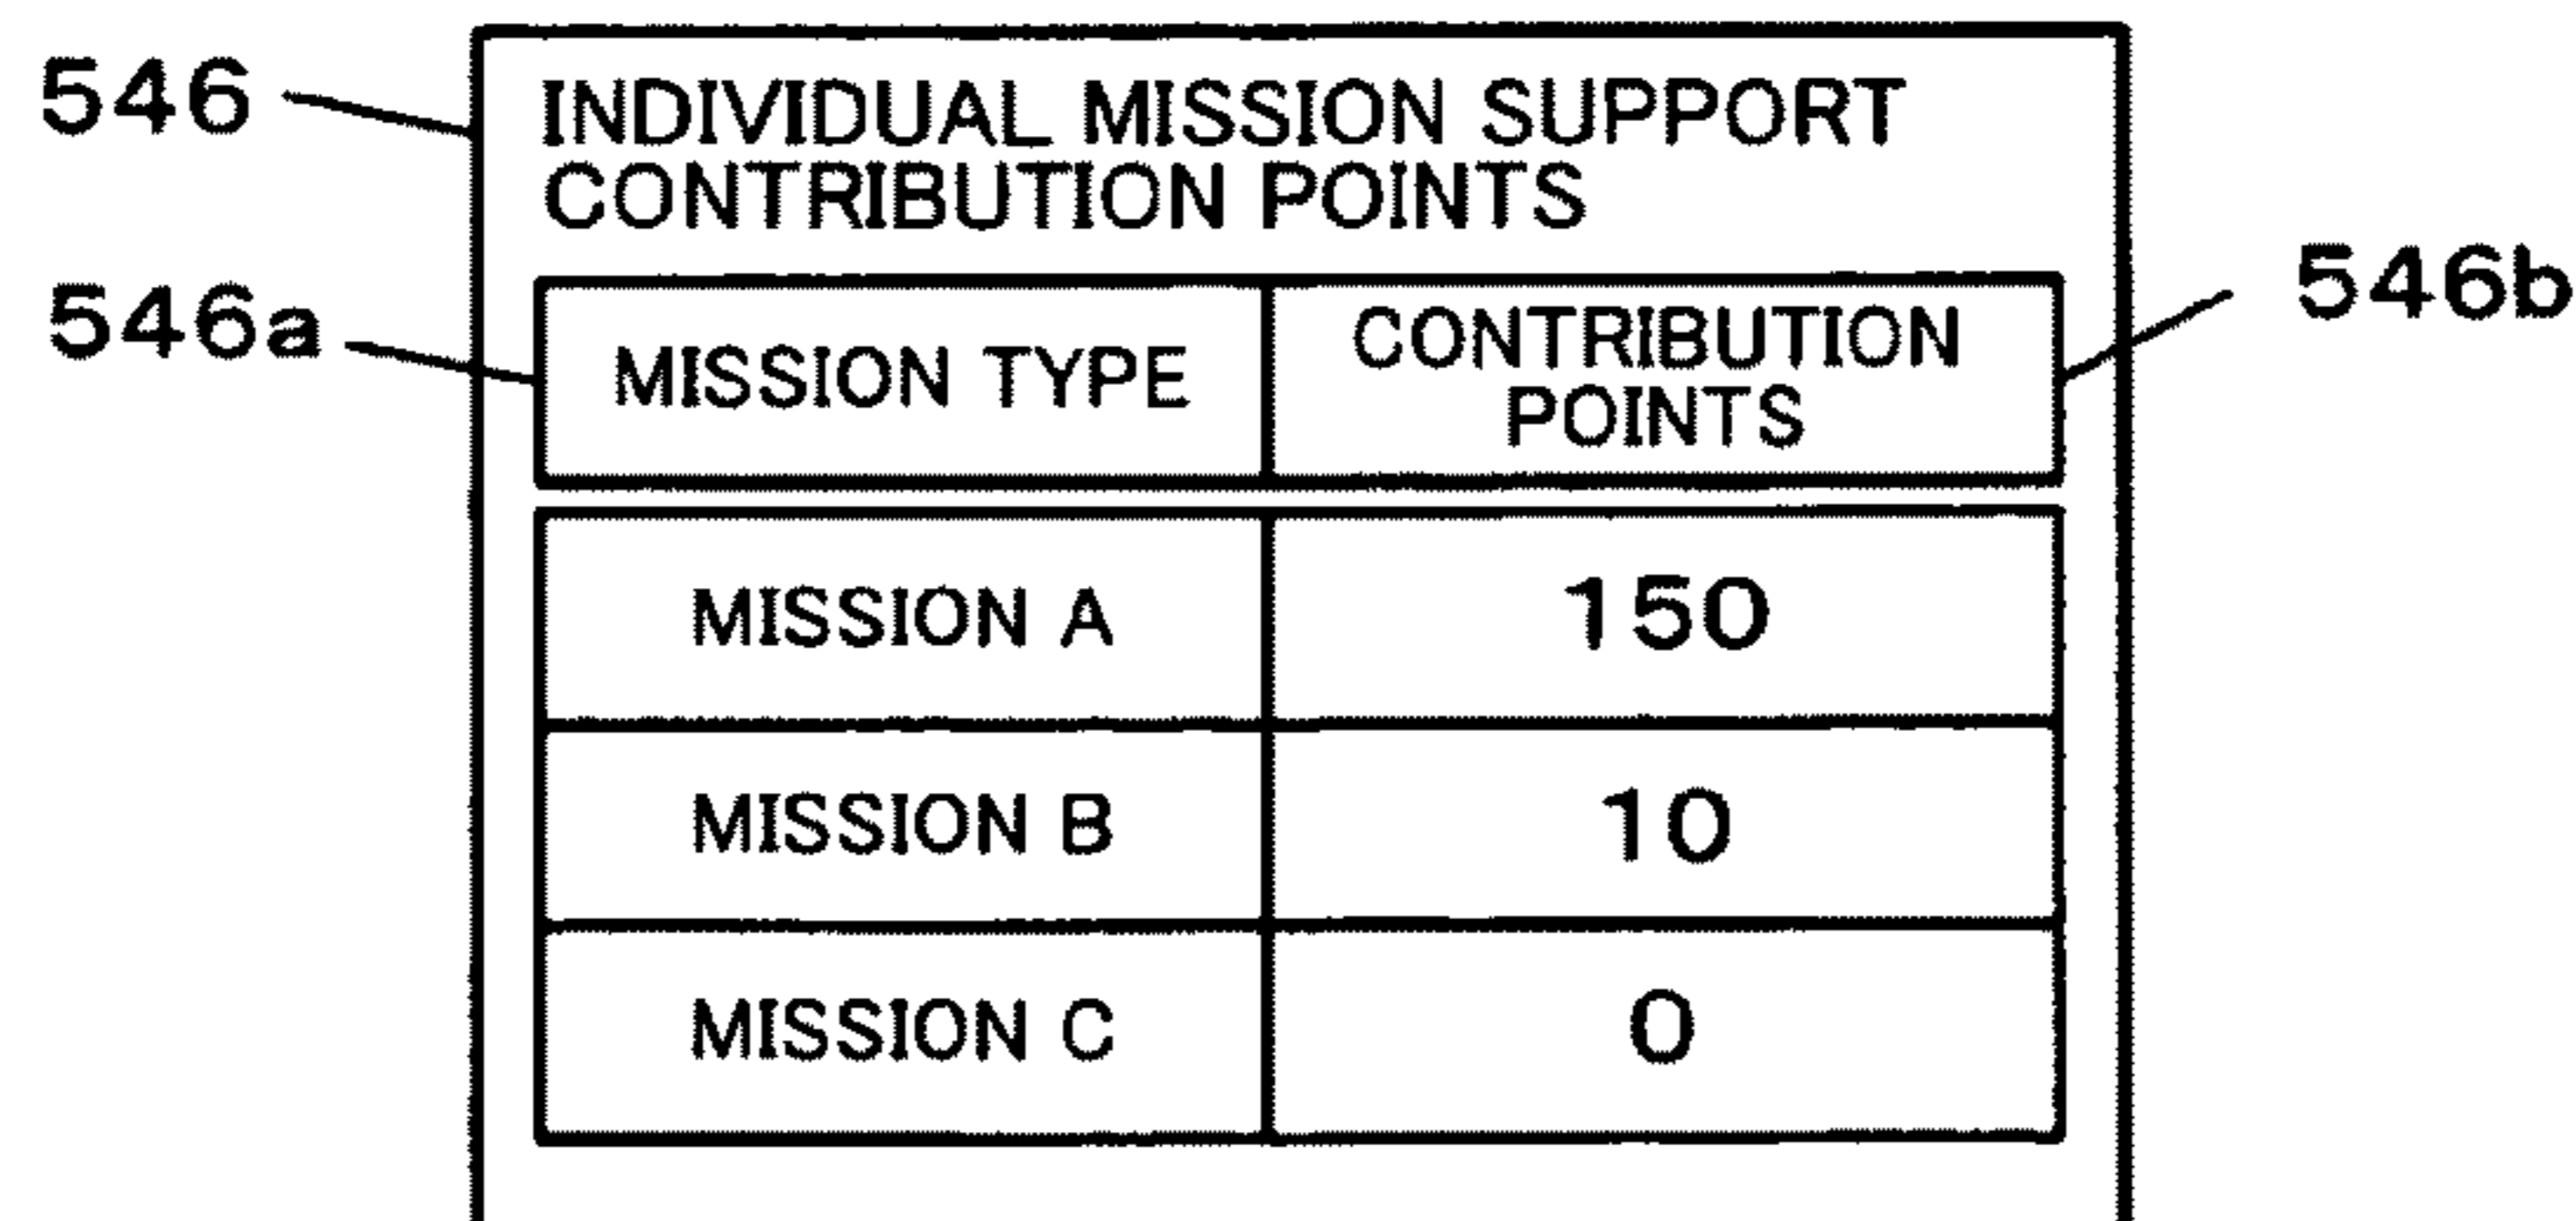 546
INDIVIDUAL MISSION SUPPORT
CONTRIBUTION POINTS
546a
MISSION TYPE
CONTRIBUTION
POINTS
546b
MISSION A 150
MISSION B 10
MISSION C 0